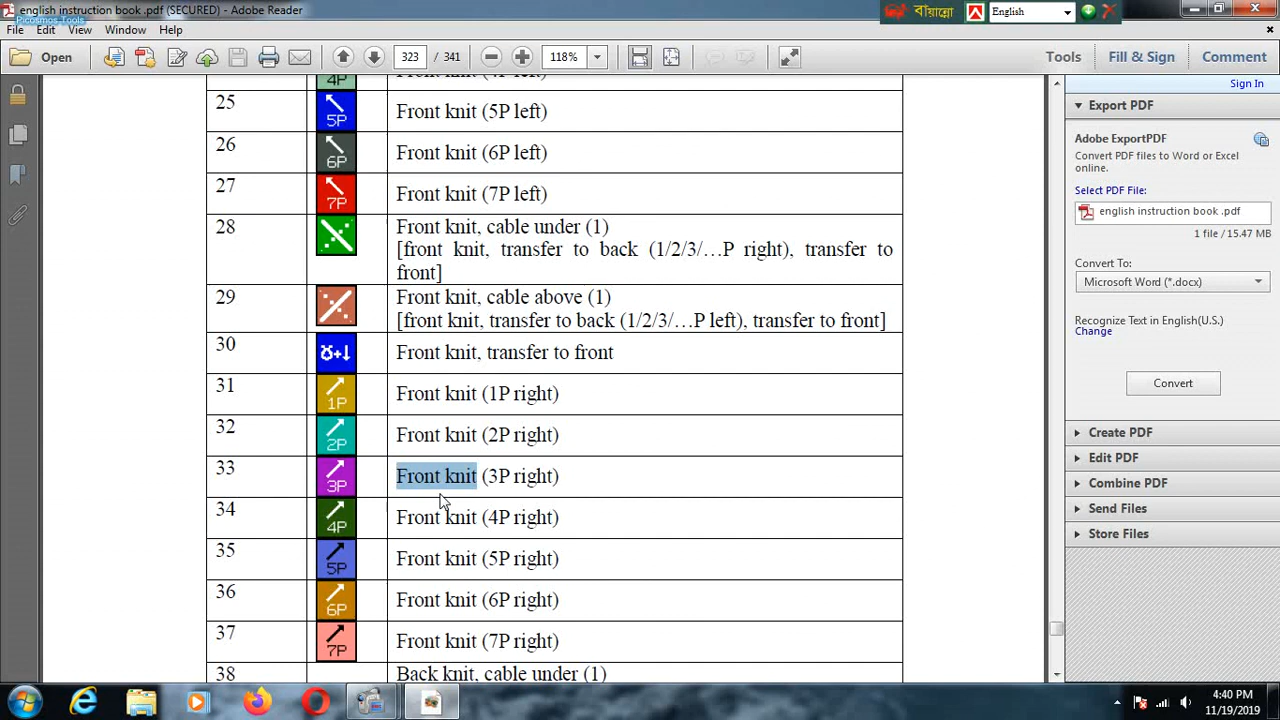 english instruction book .pdf (SECURED) - Adobe Reader
Picosmos Tools
বায়ান্নো
English
File Edit View Window Help
Open
323 / 341
118%
Tools
Fill & Sign
Comment
Sign In
4P Front knit (4P left)
25 5P Front knit (5P left)
26 6P Front knit (6P left)
27 7P Front knit (7P left)
28 Front knit, cable under (1)
[front knit, transfer to back (1/2/3/…P right), transfer to
front]
29 Front knit, cable above (1)
[front knit, transfer to back (1/2/3/…P left), transfer to front]
30 Front knit, transfer to front
31 1P Front knit (1P right)
32 2P Front knit (2P right)
33 3P Front knit (3P right)
34 4P Front knit (4P right)
35 5P Front knit (5P right)
36 6P Front knit (6P right)
37 7P Front knit (7P right)
38 Back knit, cable under (1)
Export PDF
Adobe ExportPDF
Convert PDF files to Word or Excel
online.
Select PDF File:
english instruction book .pdf
1 file / 15.47 MB
Convert To:
Microsoft Word (*.docx)
Recognize Text in English(U.S.)
Change
Convert
Create PDF
Edit PDF
Combine PDF
Send Files
Store Files
4:40 PM
11/19/2019